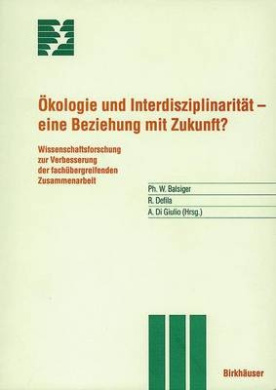 Ökologie und Interdisziplinarität –
eine Beziehung mit Zukunft?
Wissenschaftsforschung
zur Verbesserung
der fachübergreifenden
Zusammenarbeit
Ph. W. Balsiger
R. Defila
A. Di Giulio (Hrsg.)
Birkhäuser